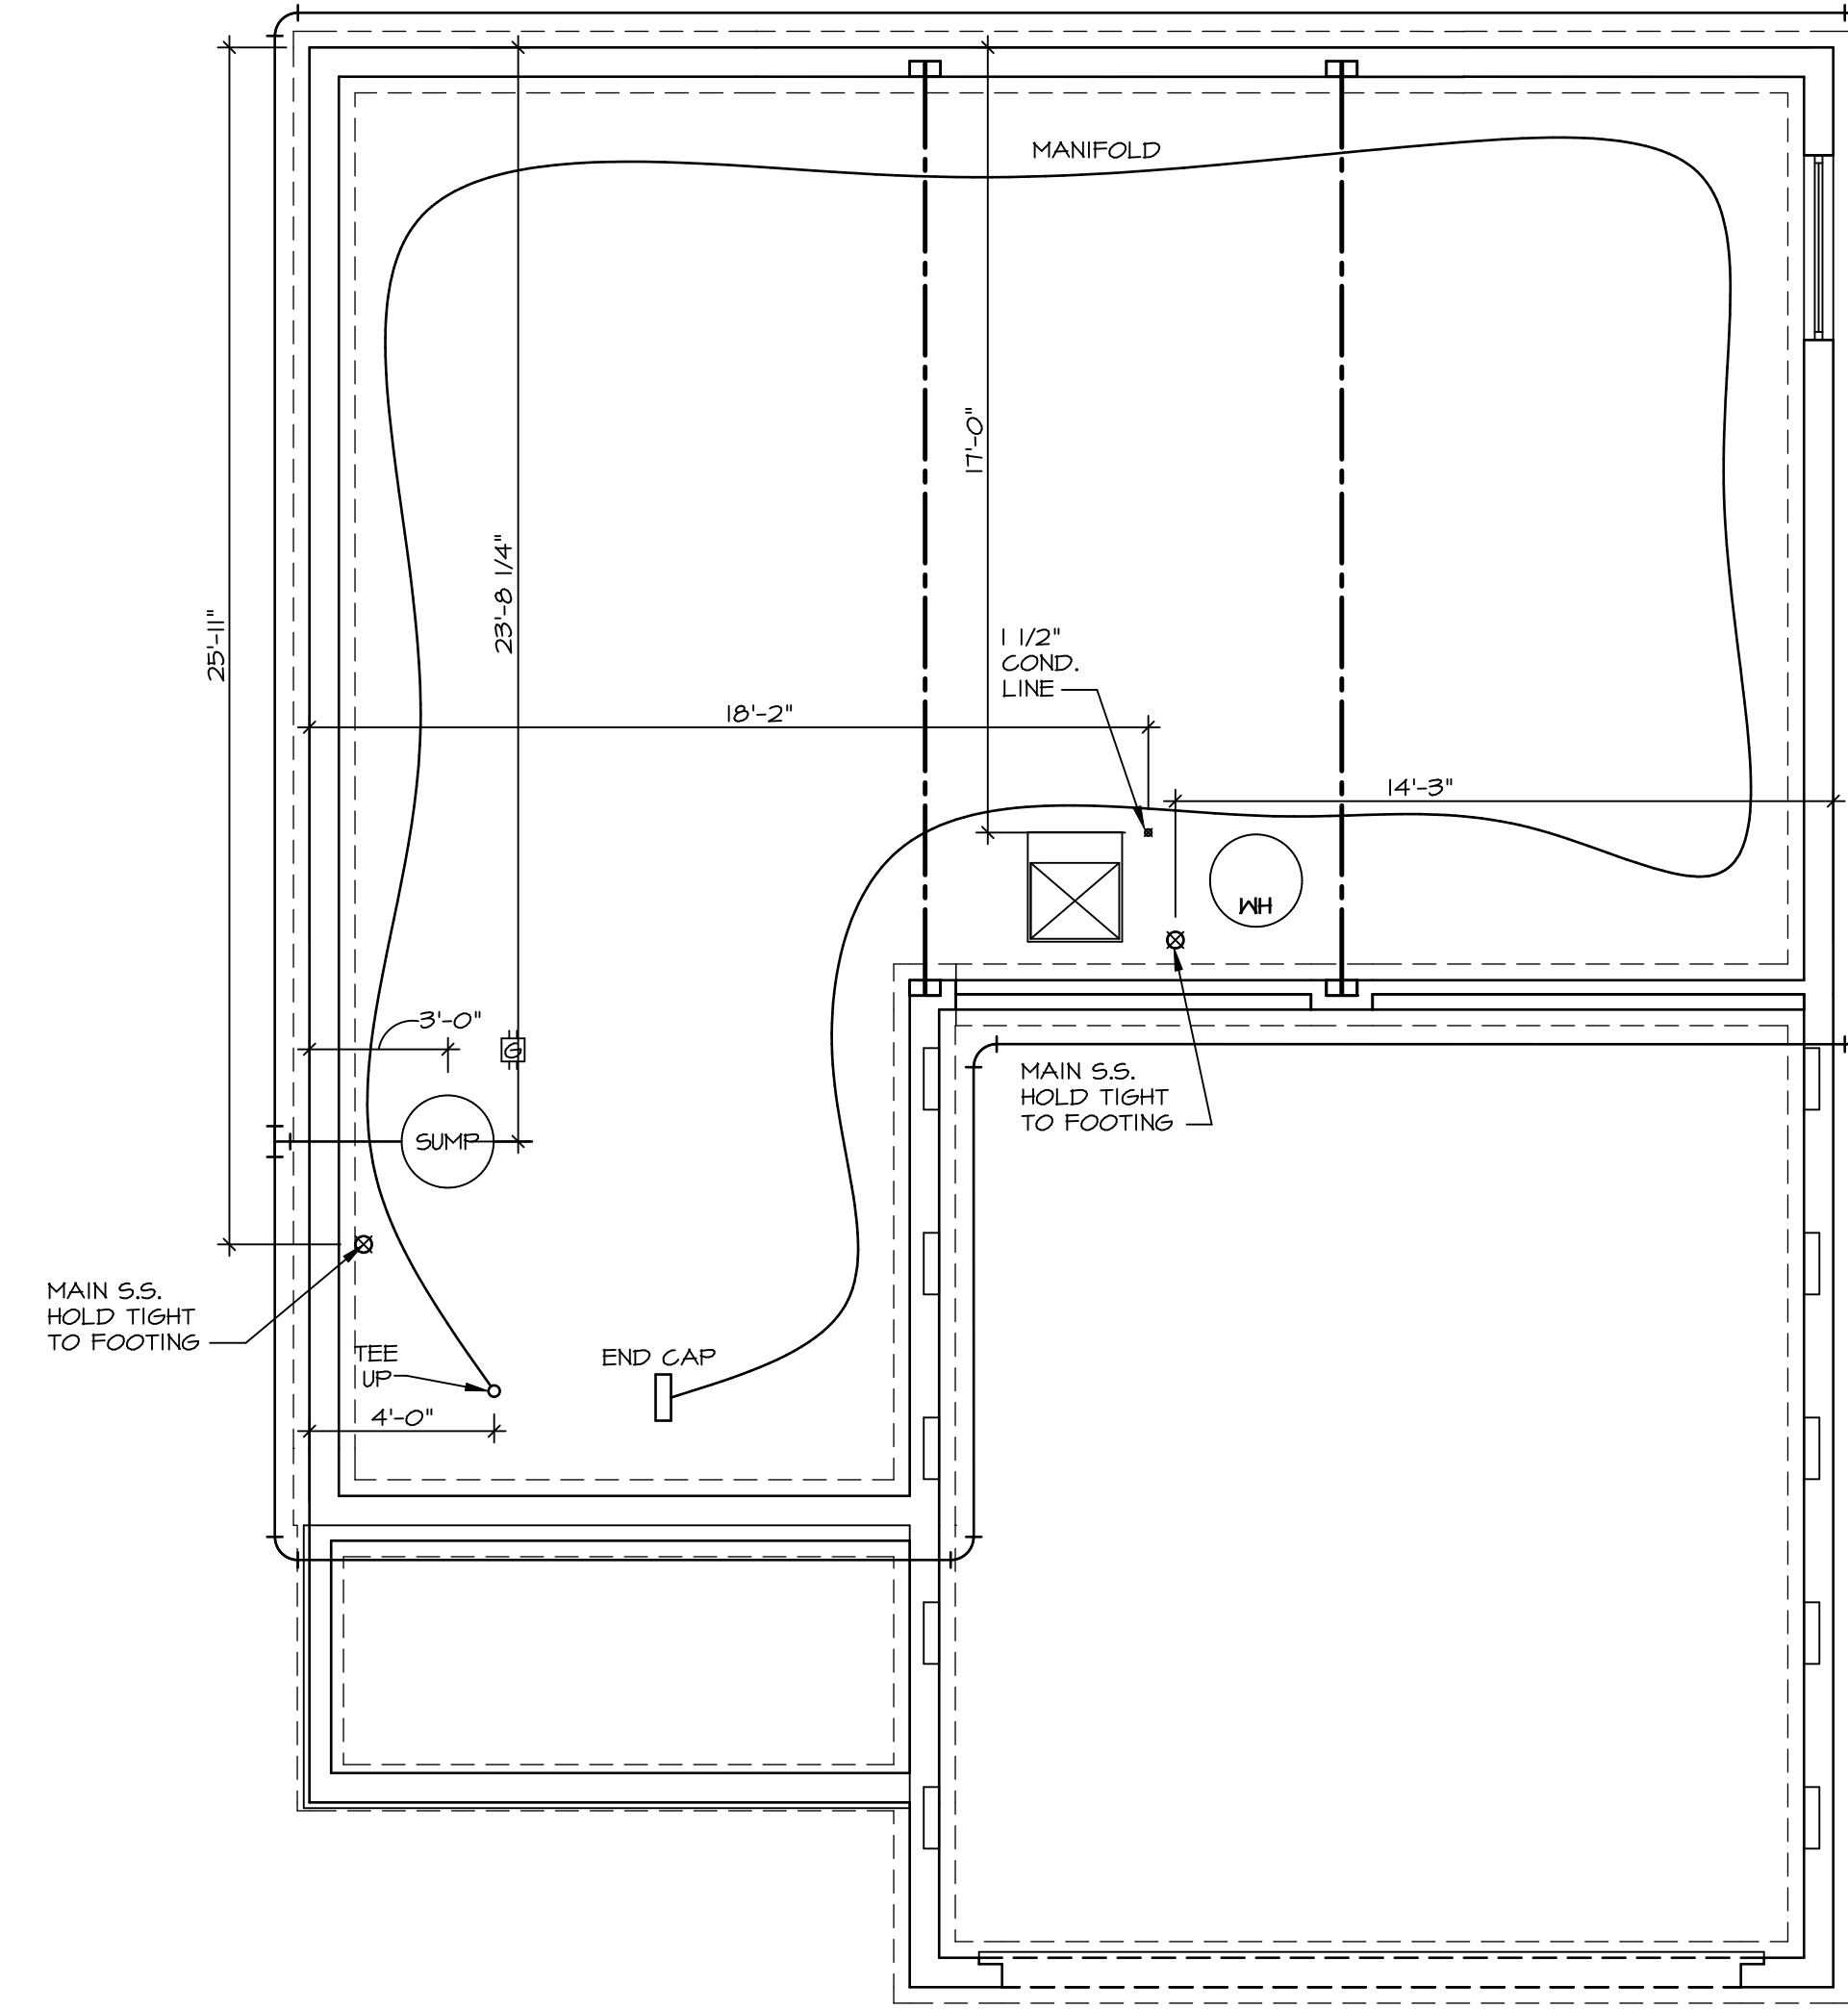 MANIFOLD
17'-0"
23'-8 1/4"
25'-11"
1 1/2"
COND.
LINE
18'-2"
14'-3"
WH
3'-0"
G
MAIN S.S.
HOLD TIGHT
TO FOOTING
SUMP
MAIN S.S.
HOLD TIGHT
TO FOOTING
TEE
UP
END CAP
4'-0"